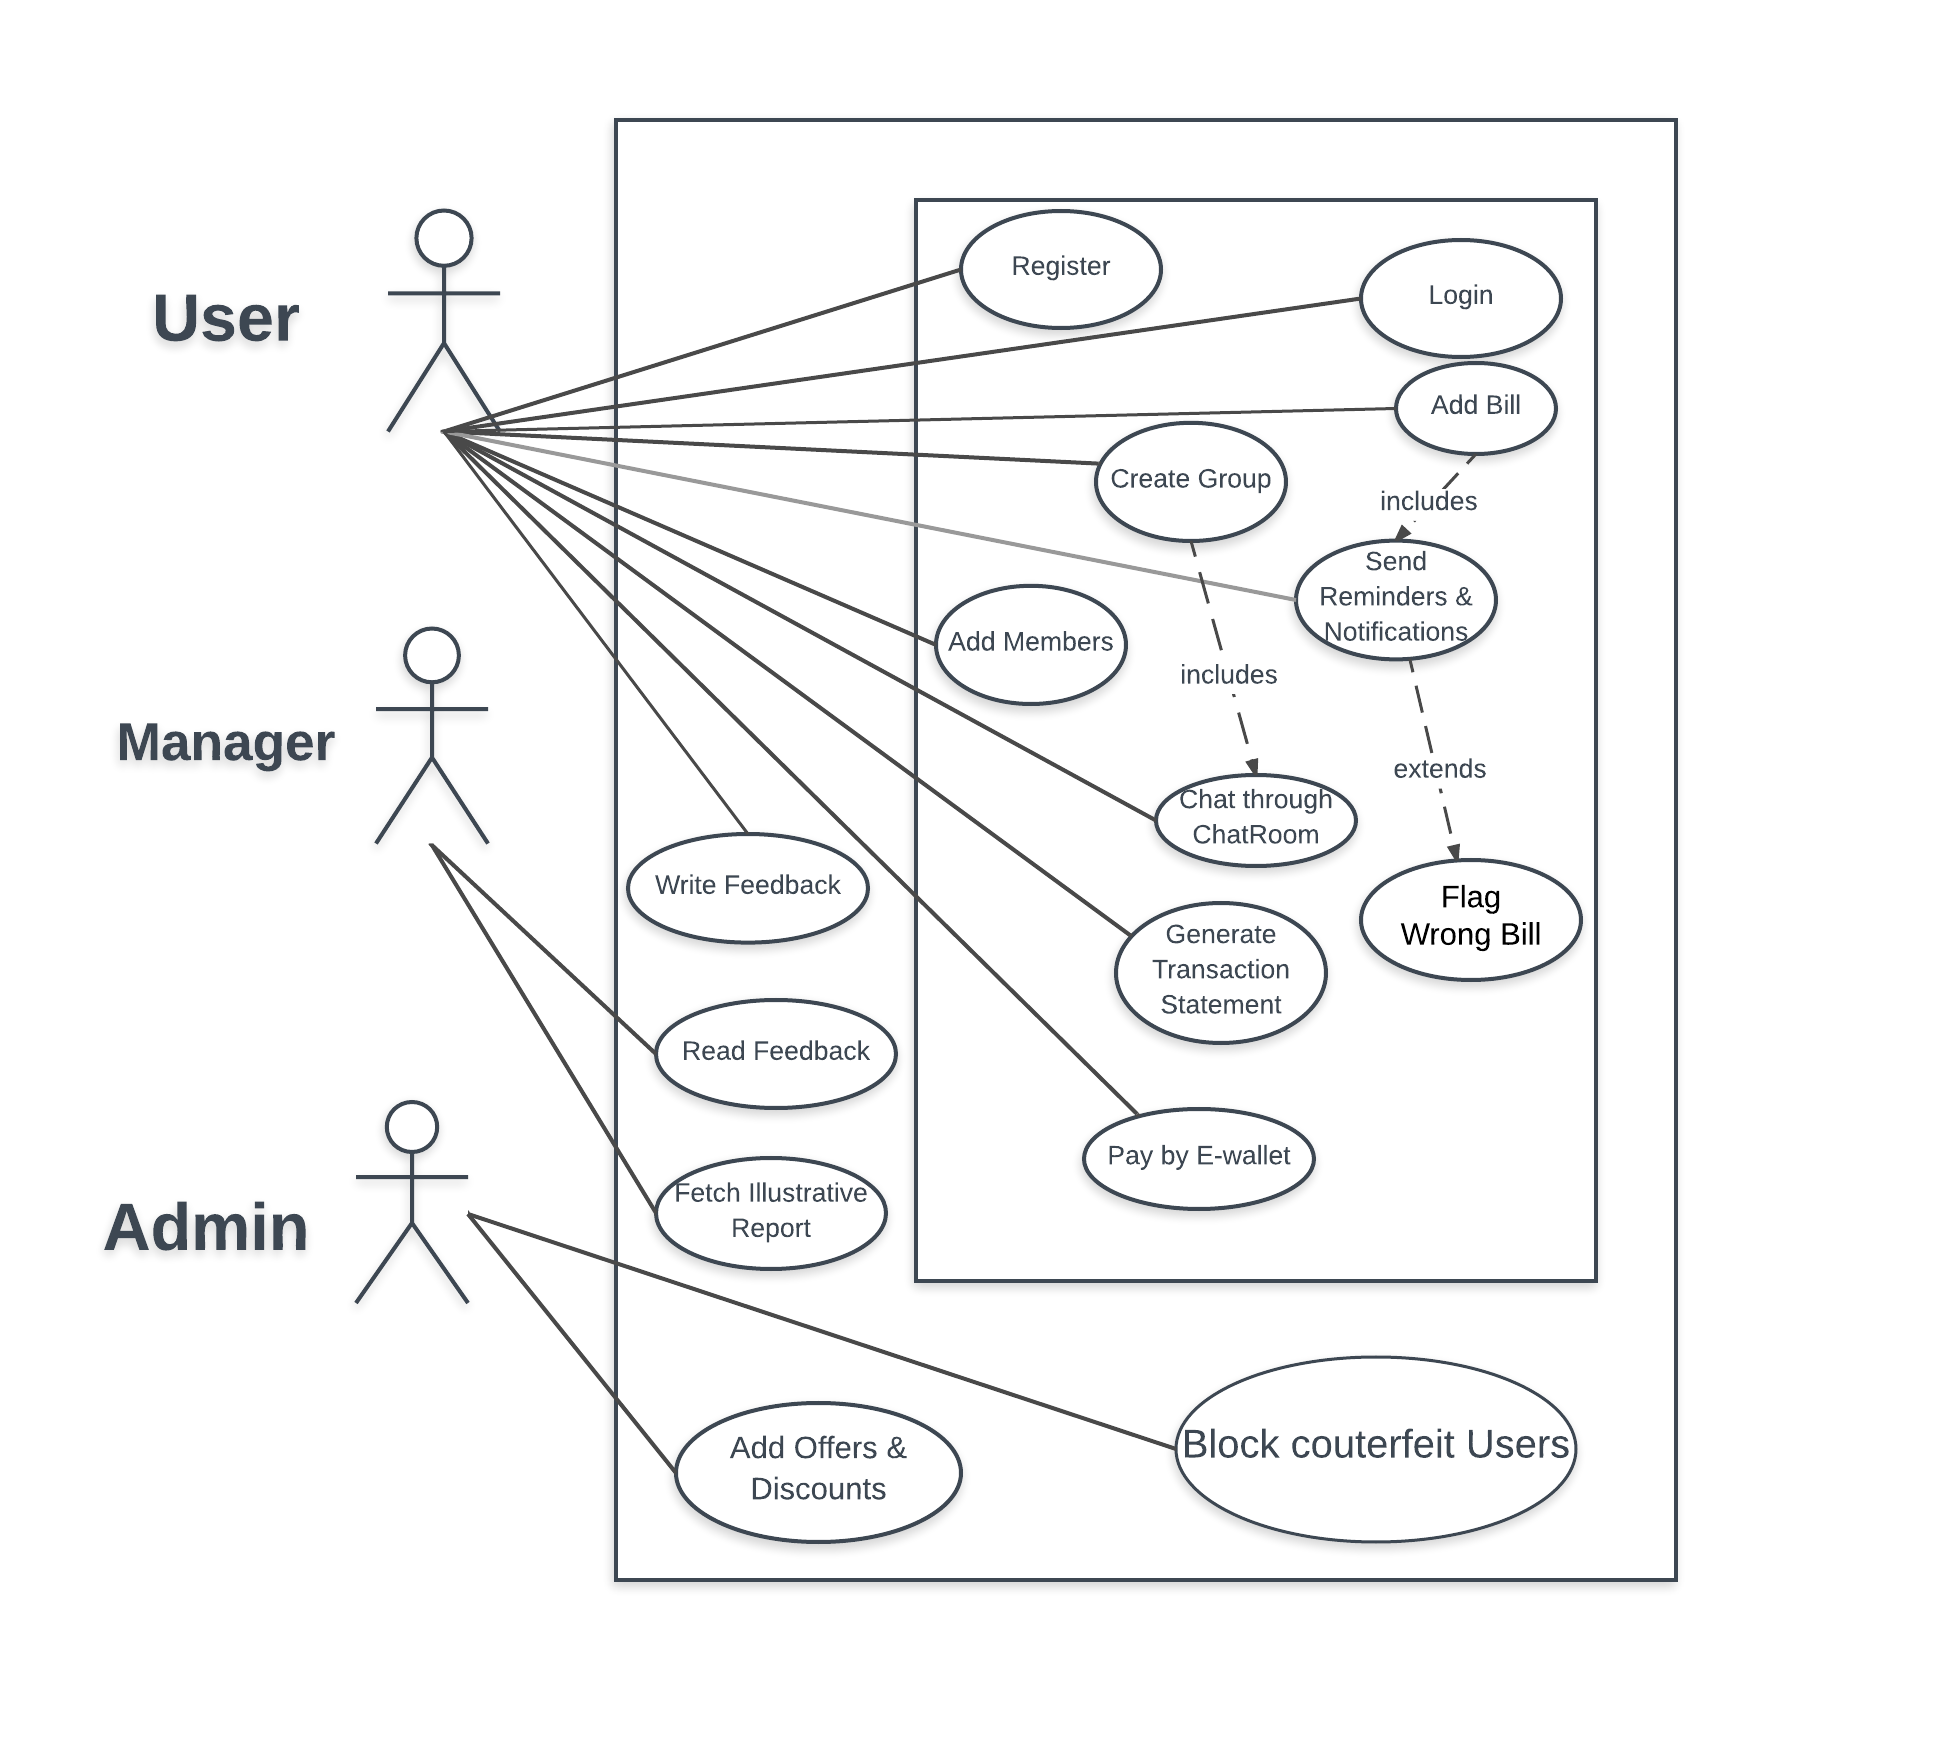 User
Register
Login
Add Bill
Create Group
includes
Send
Reminders &
Notifications
Add Members
includes
Manager
extends
Chat through
ChatRoom
Write Feedback
Flag
Wrong Bill
Generate
Transaction
Statement
Read Feedback
Pay by E-wallet
Fetch Illustrative
Report
Admin
Add Offers &
Discounts
Block couterfeit Users